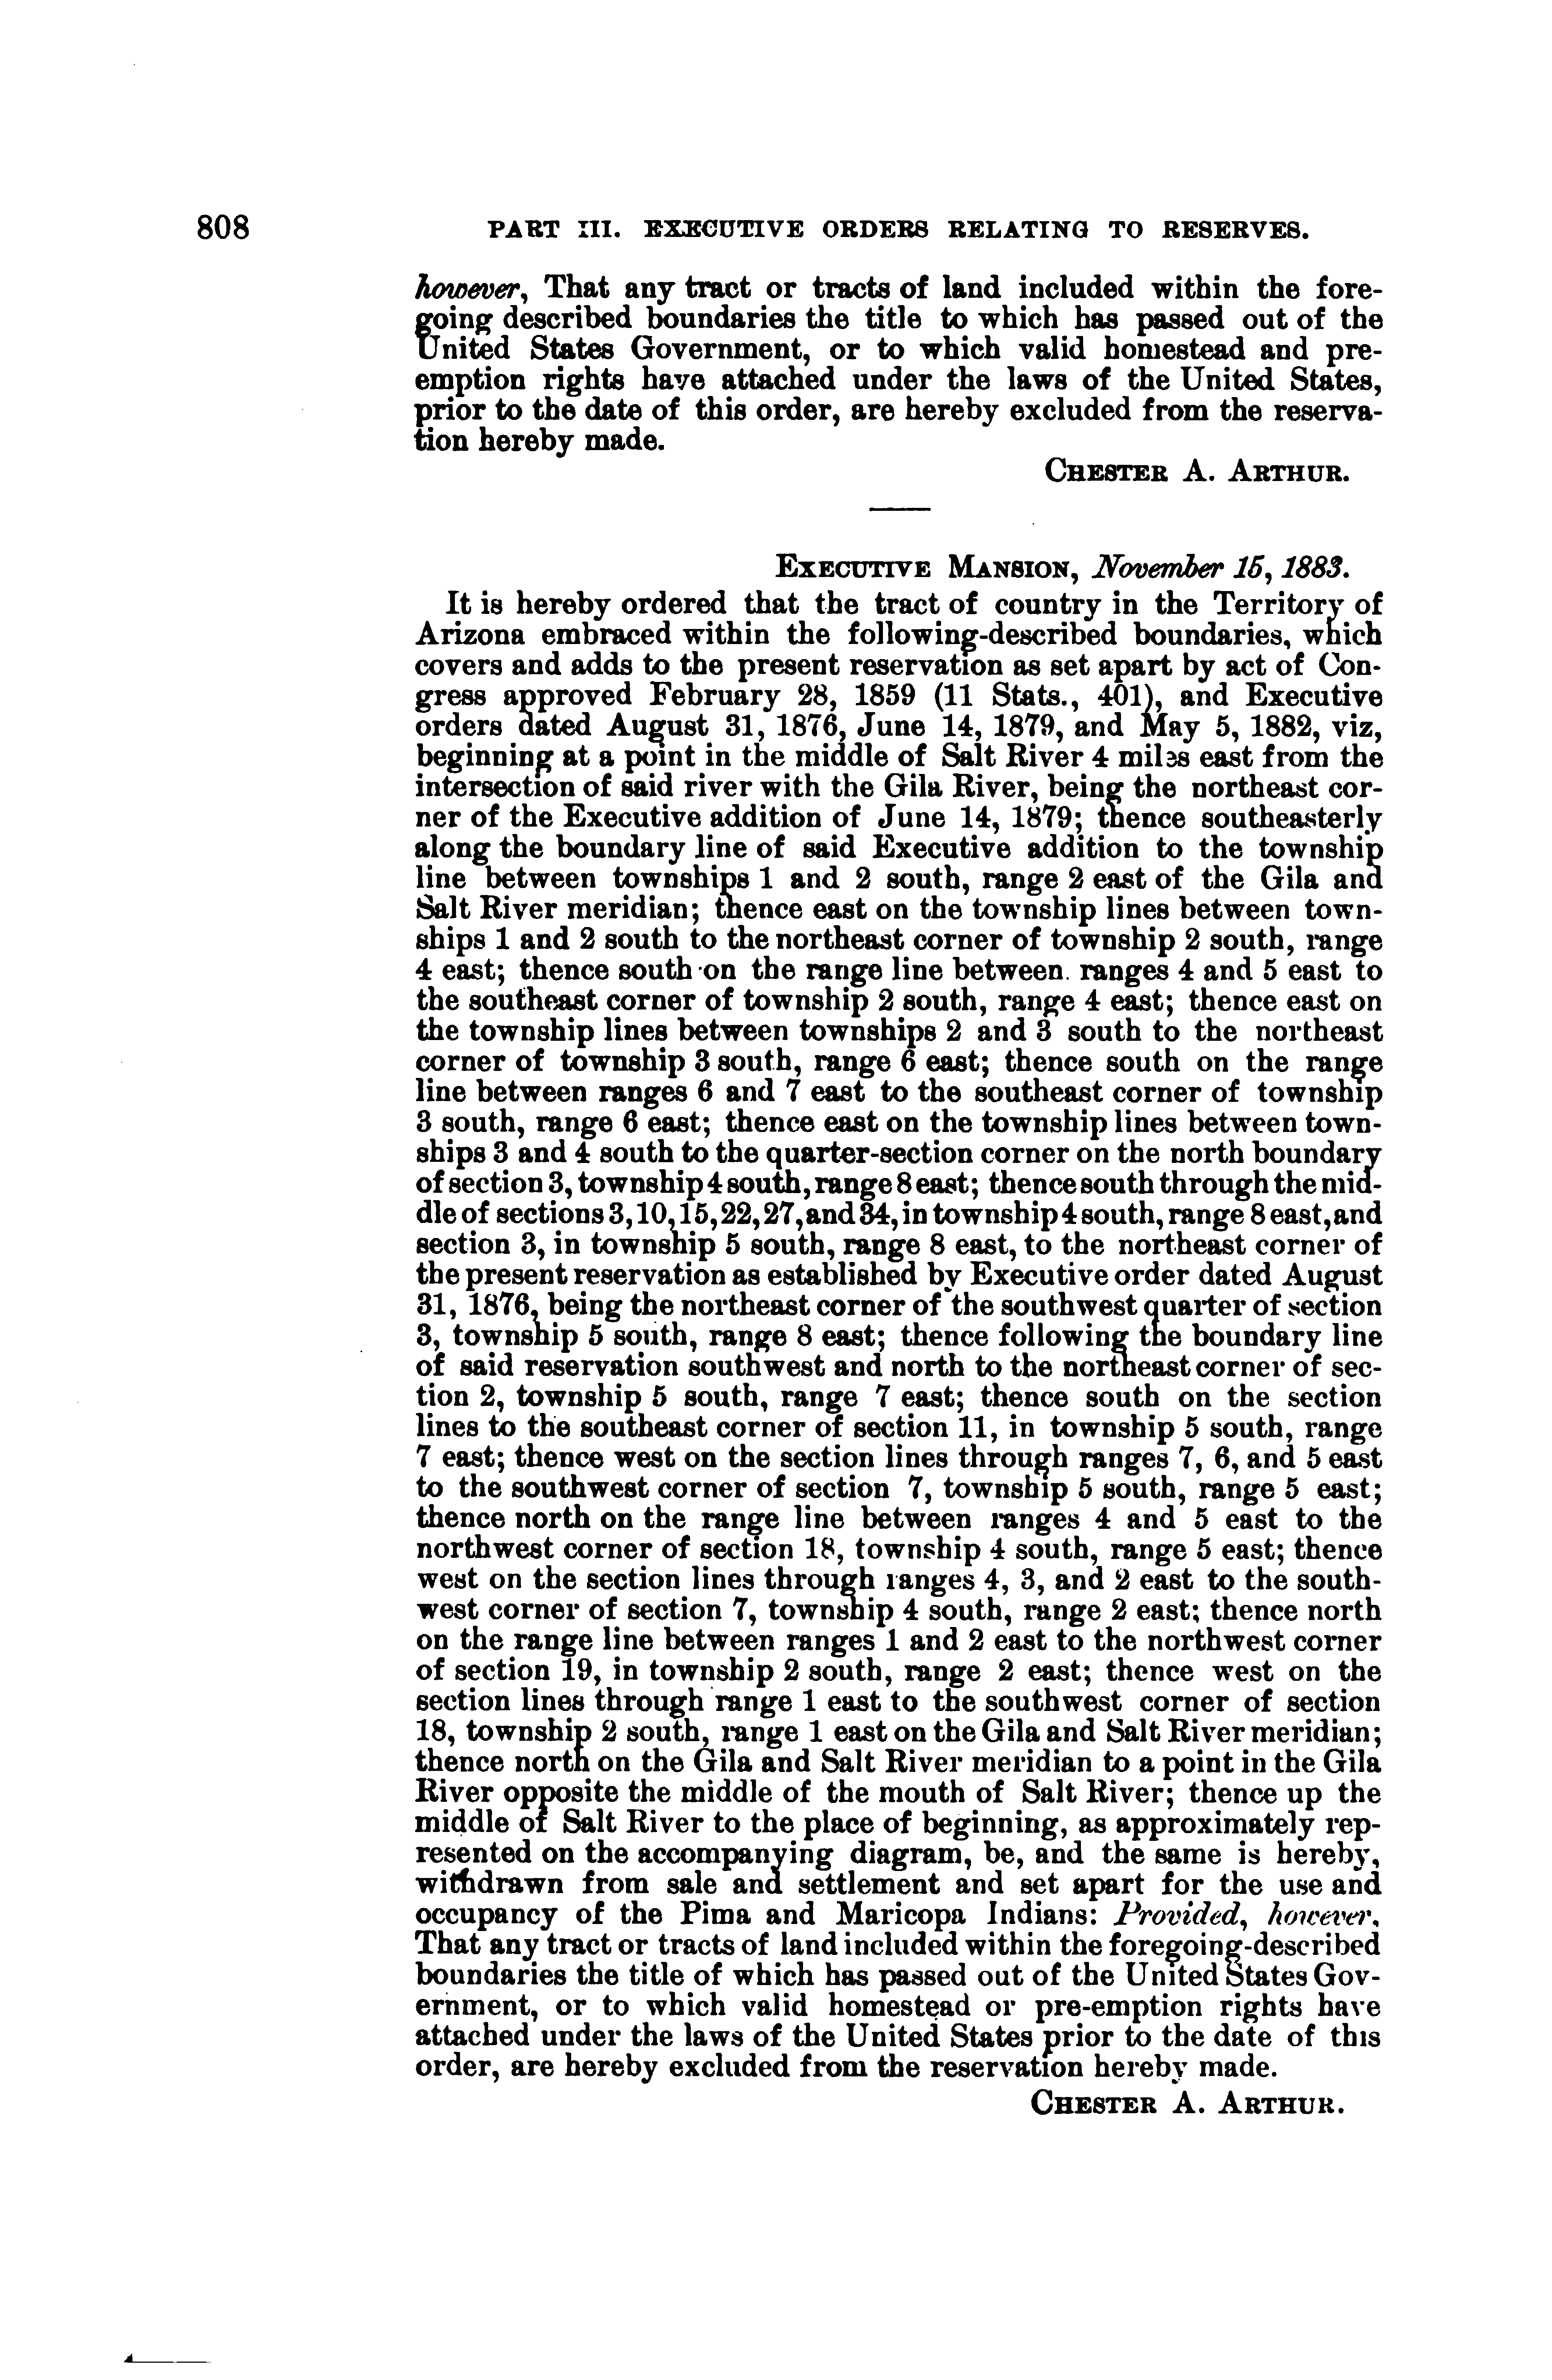 808 PART III. EXECUTIVE ORDERS RELATING TO RESERVES.
however, That any tract or tracts of land included within the fore-
going described boundaries the title to which has passed out of the
United States Government, or to which valid homestead and pre-
emption rights have attached under the laws of the United States,
prior to the date of this order, are hereby excluded from the reserva-
tion hereby made.
CHESTER A. ARTHUR.
EXECUTIVE MANSION, November 15, 1883.
It is hereby ordered that the tract of country in the Territory of
Arizona embraced within the following-described boundaries, which
covers and adds to the present reservation as set apart by act of Con-
gress approved February 28, 1859 (11 Stats., 401), and Executive
orders dated August 31, 1876, June 14, 1879, and May 5, 1882, viz,
beginning at a point in the middle of Salt River 4 miles east from the
intersection of said river with the Gila River, being the northeast cor-
ner of the Executive addition of June 14, 1879; thence southeasterly
along the boundary line of said Executive addition to the township
line between townships 1 and 2 south, range 2 east of the Gila and
Salt River meridian; thence east on the township lines between town-
ships 1 and 2 south to the northeast corner of township 2 south, range
4 east; thence south on the range line between ranges 4 and 5 east to
the southeast corner of township 2 south, range 4 east; thence east on
the township lines between townships 2 and 3 south to the northeast
corner of township 3 south, range 6 east; thence south on the range
line between ranges 6 and 7 east to the southeast corner of township
3 south, range 6 east; thence east on the township lines between town-
ships 3 and 4 south to the quarter-section corner on the north boundary
of section 3, township 4 south, range 8 east; thence south through the mid-
dle of sections 3, 10, 15, 22, 27, and 34, in township 4 south, range 8 east, and
section 3, in township 5 south, range 8 east, to the northeast corner of
the present reservation as established by Executive order dated August
31, 1876, being the northeast corner of the southwest quarter of section
3, township 5 south, range 8 east; thence following the boundary line
of said reservation southwest and north to the northeast corner of sec-
tion 2, township 5 south, range 7 east; thence south on the section
lines to the southeast corner of section 11, in township 5 south, range
7 east; thence west on the section lines through ranges 7, 6, and 5 east
to the southwest corner of section 7, township 5 south, range 5 east;
thence north on the range line between ranges 4 and 5 east to the
northwest corner of section 18, township 4 south, range 5 east; thence
west on the section lines through ranges 4, 3, and 2 east to the south-
west corner of section 7, township 4 south, range 2 east; thence north
on the range line between ranges 1 and 2 east to the northwest corner
of section 19, in township 2 south, range 2 east; thence west on the
section lines through range 1 east to the southwest corner of section
18, township 2 south, range 1 east on the Gila and Salt River meridian;
thence north on the Gila and Salt River meridian to a point in the Gila
River opposite the middle of the mouth of Salt River; thence up the
middle of Salt River to the place of beginning, as approximately rep-
resented on the accompanying diagram, be, and the same is hereby,
withdrawn from sale and settlement and set apart for the use and
occupancy of the Pima and Maricopa Indians: Provided, however,
That any tract or tracts of land included within the foregoing-described
boundaries the title of which has passed out of the United States Gov-
ernment, or to which valid homestead or pre-emption rights have
attached under the laws of the United States prior to the date of this
order, are hereby excluded from the reservation hereby made.
CHESTER A. ARTHUR.